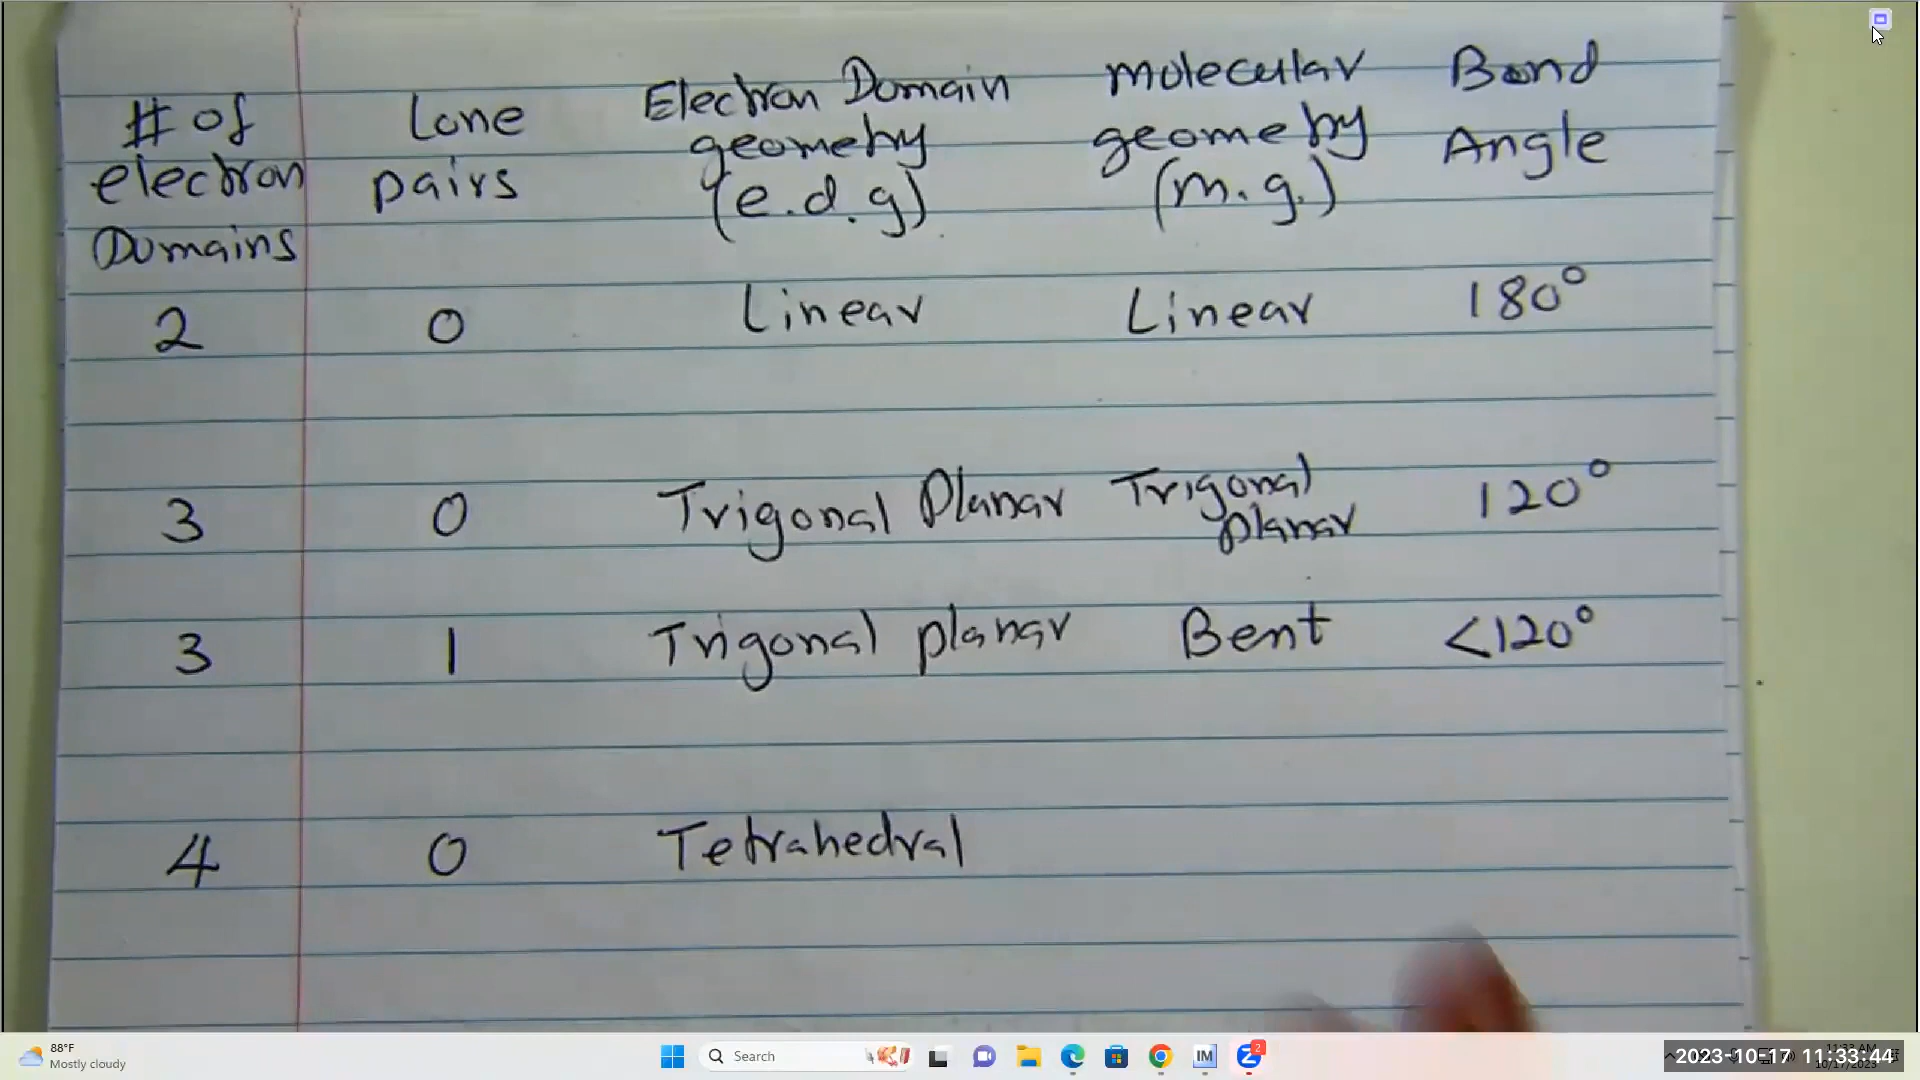 # of electron Domains
Lone pairs
Electron Domain geometry (e.d.g)
molecular geometry (m.g.)
Bond Angle
2 0 Linear Linear 180°
3 0 Trigonal Planar Trigonal planar 120°
3 1 Trigonal planar Bent <120°
4 0 Tetrahedral
88°F
Mostly cloudy
Search
IM
Z
2
2023-10-17 11:33:44